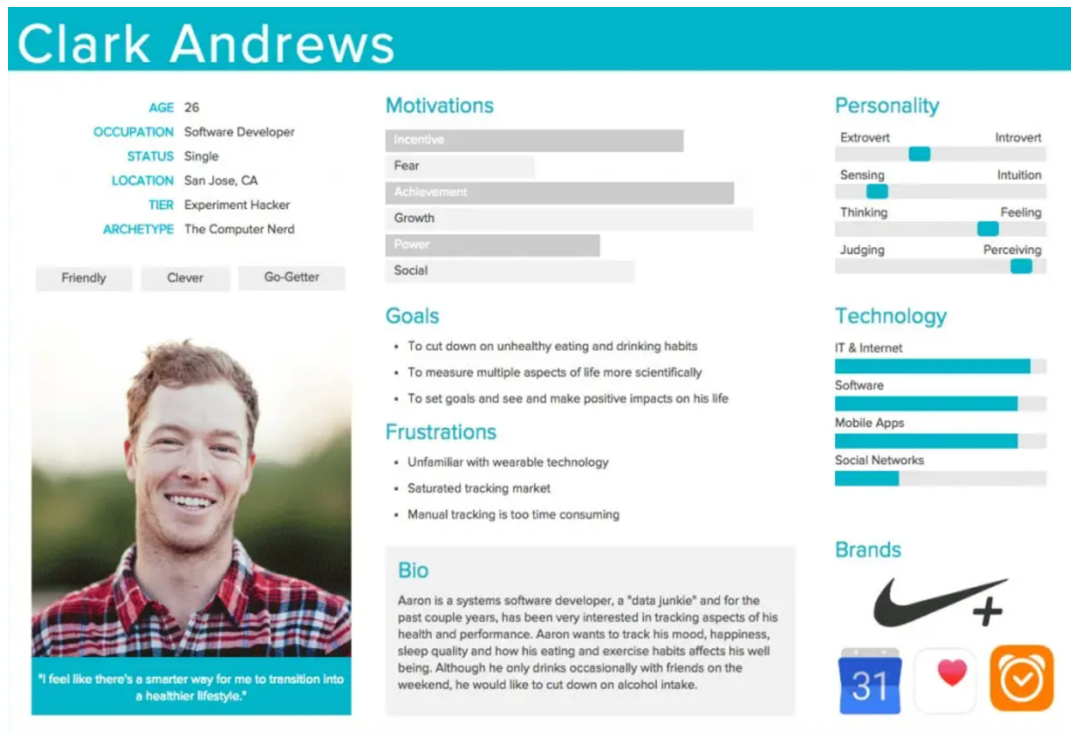 Clark Andrews
AGE 26
OCCUPATION Software Developer
STATUS Single
LOCATION San Jose, CA
TIER Experiment Hacker
ARCHETYPE The Computer Nerd
Friendly Clever Go-Getter
"I feel like there's a smarter way for me to transition into
a healthier lifestyle."
Motivations
Incentive
Fear
Achievement
Growth
Power
Social
Goals
• To cut down on unhealthy eating and drinking habits
• To measure multiple aspects of life more scientifically
• To set goals and see and make positive impacts on his life
Frustrations
• Unfamiliar with wearable technology
• Saturated tracking market
• Manual tracking is too time consuming
Bio
Aaron is a systems software developer, a "data junkie" and for the
past couple years, has been very interested in tracking aspects of his
health and performance. Aaron wants to track his mood, happiness,
sleep quality and how his eating and exercise habits affects his well
being. Although he only drinks occasionally with friends on the
weekend, he would like to cut down on alcohol intake.
Personality
Extrovert Introvert
Sensing Intuition
Thinking Feeling
Judging Perceiving
Technology
IT & Internet
Software
Mobile Apps
Social Networks
Brands
+
31